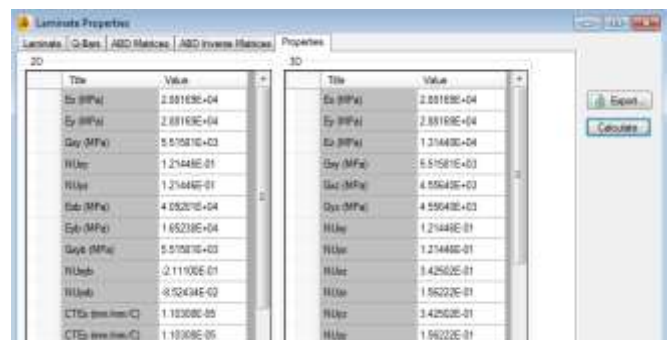 Laminate Properties
Laminate Q-Bars ABD Matrices ABD Inverse Matrices Properties
2D
Title Value
Ex (MPa) 2.88169E+04
Ey (MPa) 2.88169E+04
Gxy (MPa) 5.51581E+03
NUxy 1.21446E-01
NUyx 1.21446E-01
Exb (MPa)
Eyb (MPa) 1.65238E+04
Gxyb (MPa) 5.51581E+03
NUxyb -2.11100E-01
NUyxb -8.52434E-02
CTEx (mm/mm/C) 1.10308E-05
CTEy (mm/mm/C) 1.10308E-05
3D
Title Value
Ex (MPa) 2.88169E+04
Ey (MPa) 2.88169E+04
Ez (MPa) 1.31448E+04
Gxy (MPa) 5.51581E+03
Gxz (MPa) 4.55640E+03
Gyz (MPa) 4.55640E+03
NUxy 1.21446E-01
NUyx 1.21446E-01
NUxz 3.42502E-01
NUzx 1.56222E-01
NUyz 3.42502E-01
NUzy 1.56222E-01
Export...
Calculate